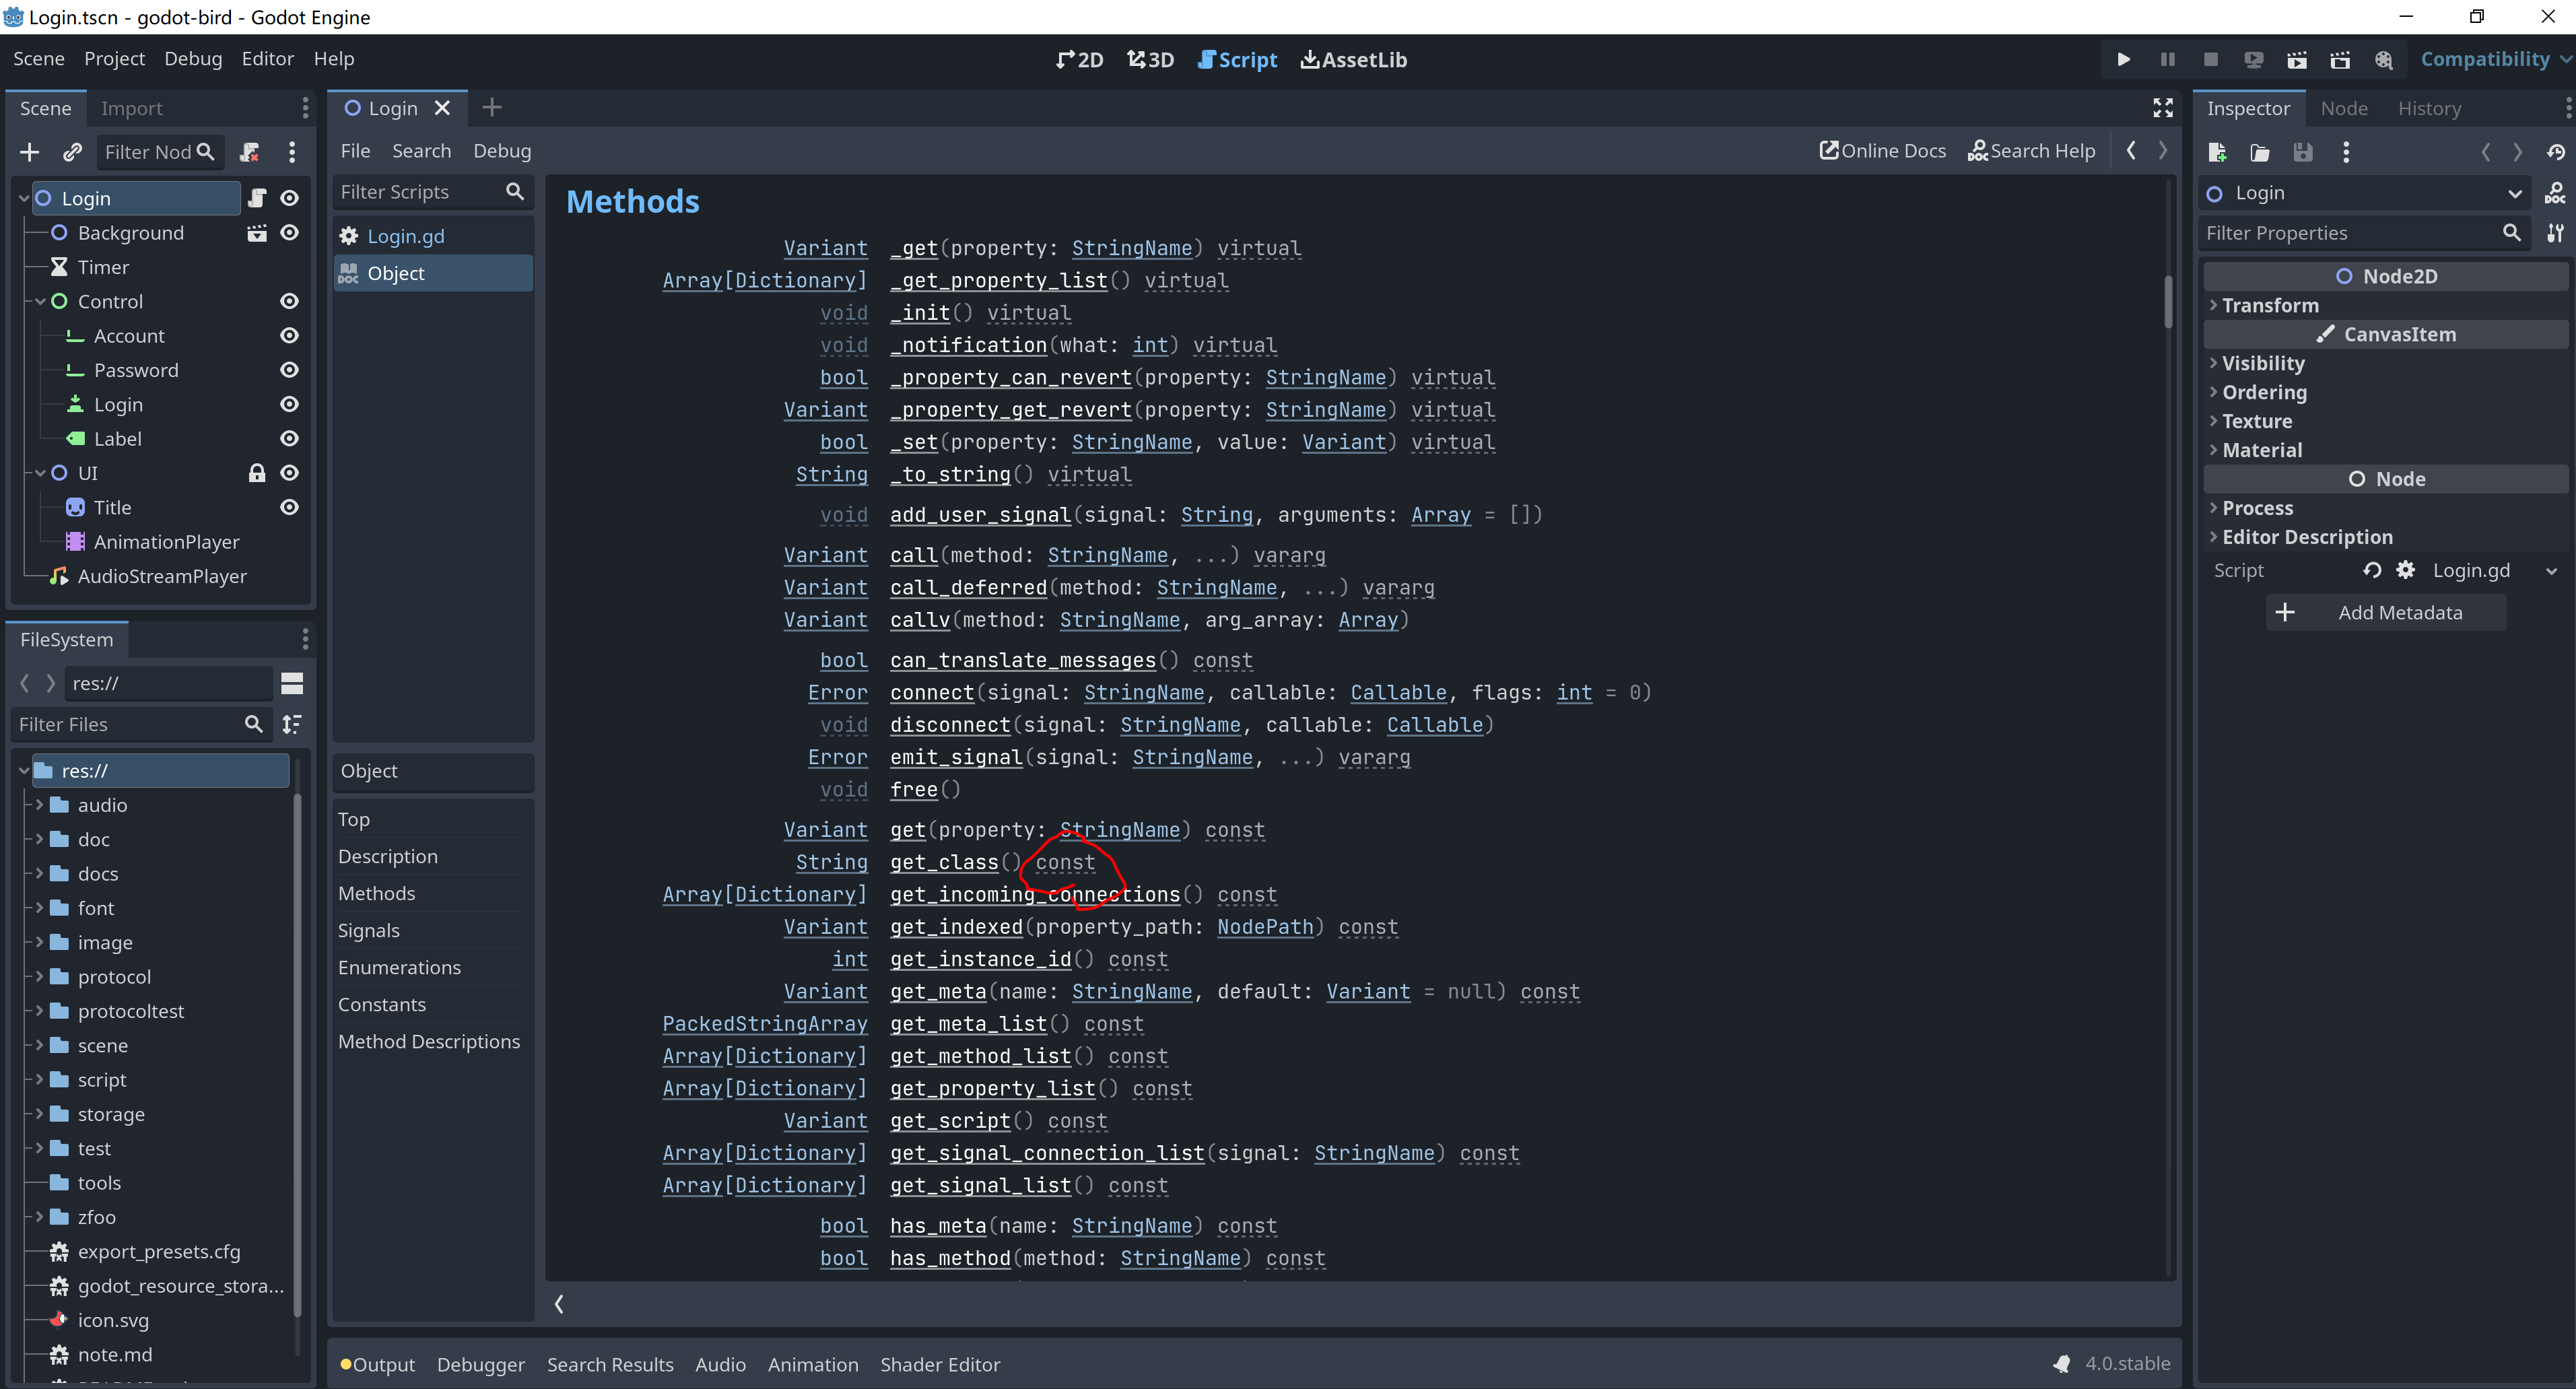 Login.tscn - godot-bird - Godot Engine
Scene Project Debug Editor Help
2D 3D Script AssetLib
Compatibility
Scene Import
Filter Nod
Login
Background
Timer
Control
Account
Password
Login
Label
UI
Title
AnimationPlayer
AudioStreamPlayer
FileSystem
res://
Filter Files
res://
audio
doc
docs
font
image
protocol
protocoltest
scene
script
storage
test
tools
zfoo
export_presets.cfg
godot_resource_stora...
icon.svg
note.md
Login
File Search Debug
Online Docs DOC Search Help
Filter Scripts
Login.gd
DOC Object
Object
Top
Description
Methods
Signals
Enumerations
Constants
Method Descriptions
Methods
Variant _get(property: StringName) virtual
Array[Dictionary] _get_property_list() virtual
void _init() virtual
void _notification(what: int) virtual
bool _property_can_revert(property: StringName) virtual
Variant _property_get_revert(property: StringName) virtual
bool _set(property: StringName, value: Variant) virtual
String _to_string() virtual
void add_user_signal(signal: String, arguments: Array = [])
Variant call(method: StringName, ...) vararg
Variant call_deferred(method: StringName, ...) vararg
Variant callv(method: StringName, arg_array: Array)
bool can_translate_messages() const
Error connect(signal: StringName, callable: Callable, flags: int = 0)
void disconnect(signal: StringName, callable: Callable)
Error emit_signal(signal: StringName, ...) vararg
void free()
Variant get(property: StringName) const
String get_class() const
Array[Dictionary] get_incoming_connections() const
Variant get_indexed(property_path: NodePath) const
int get_instance_id() const
Variant get_meta(name: StringName, default: Variant = null) const
PackedStringArray get_meta_list() const
Array[Dictionary] get_method_list() const
Array[Dictionary] get_property_list() const
Variant get_script() const
Array[Dictionary] get_signal_connection_list(signal: StringName) const
Array[Dictionary] get_signal_list() const
bool has_meta(name: StringName) const
bool has_method(method: StringName) const
Output Debugger Search Results Audio Animation Shader Editor
4.0.stable
Inspector Node History
Login
DOC
Filter Properties
Node2D
Transform
CanvasItem
Visibility
Ordering
Texture
Material
Node
Process
Editor Description
Script Login.gd
Add Metadata